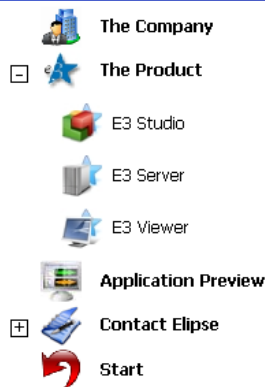 The Company
The Product
E3 Studio
E3 Server
E3 Viewer
Application Preview
Contact Elipse
Start